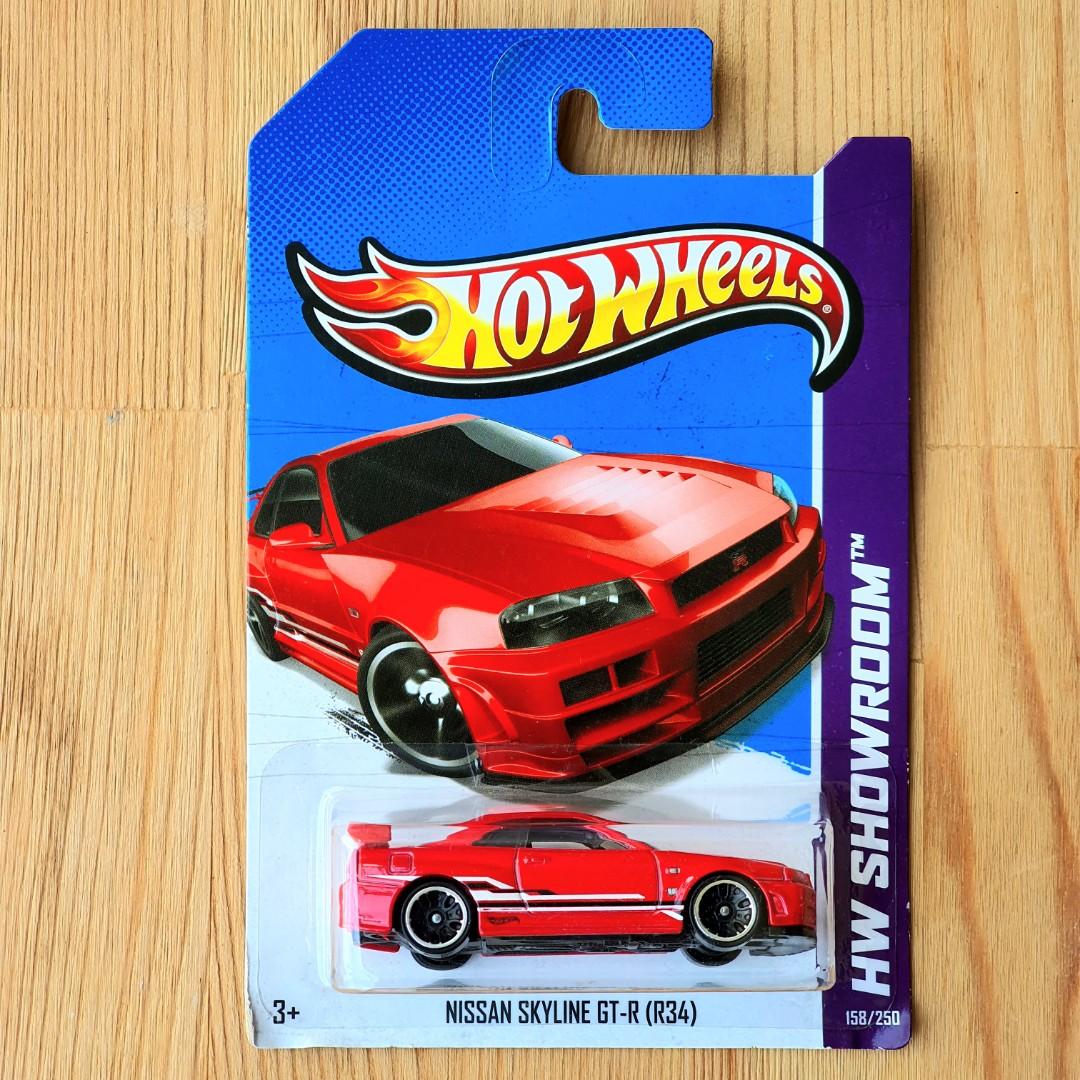 HOT WHEELS®
HW SHOWROOM™
3+
NISSAN SKYLINE GT-R (R34)
158/250